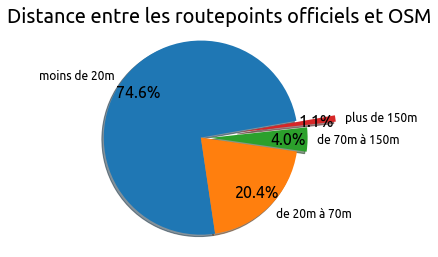 Distance entre les routepoints officiels et OSM
moins de 20m
74.6%
1.1%
plus de 150m
4.0%
de 70m à 150m
20.4%
de 20m à 70m